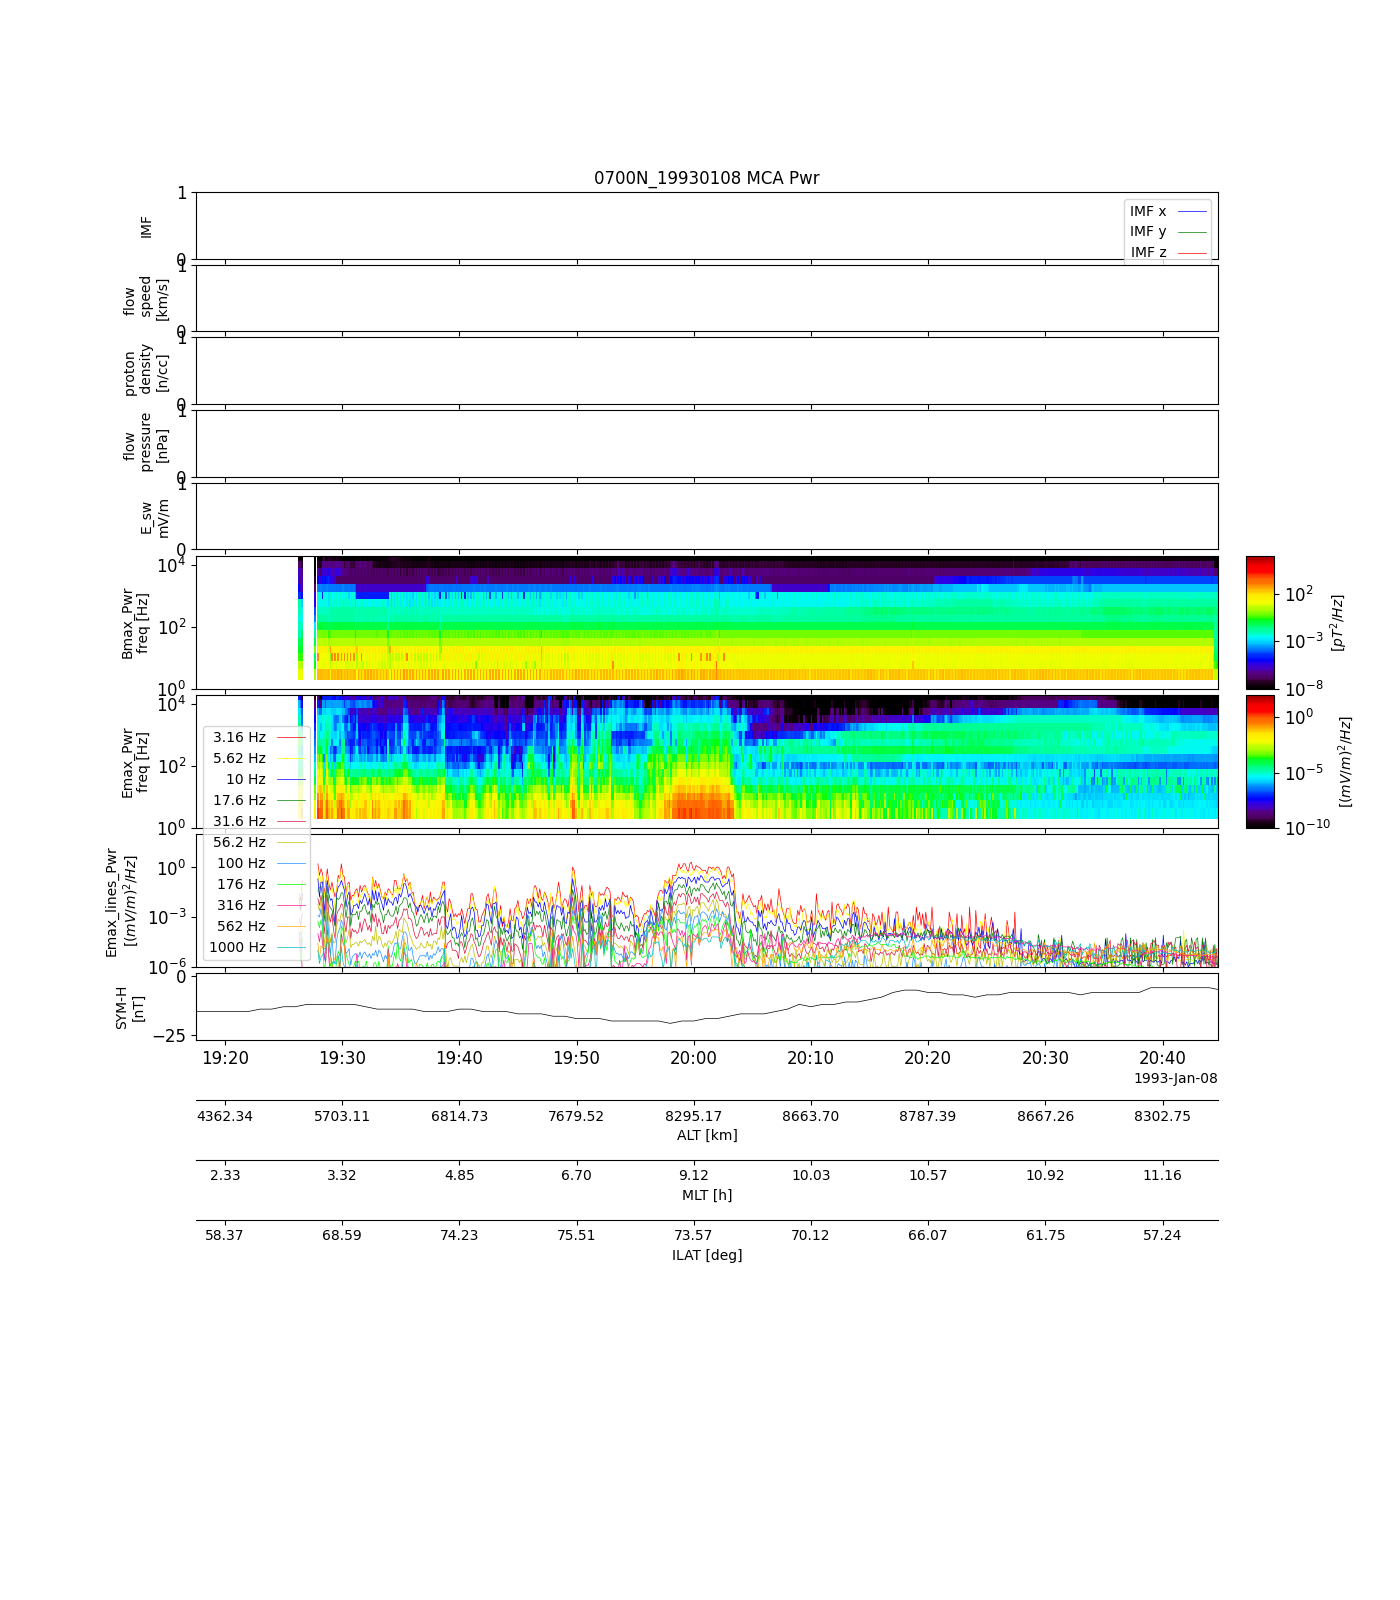 0700N_19930108 MCA Pwr
1
IMF
0
IMF x
IMF y
IMF z
1
flow
speed
[km/s]
0
1
proton
density
[n/cc]
0
1
flow
pressure
[nPa]
0
1
E_sw
mV/m
0
10^4
10^2
10^0
Bmax_Pwr
freq [Hz]
10^2
10^−3
10^−8
[pT^2/Hz]
10^4
10^2
10^0
Emax_Pwr
freq [Hz]
10^0
10^−5
10^−10
[(mV/m)^2/Hz]
3.16 Hz
5.62 Hz
10 Hz
17.6 Hz
31.6 Hz
56.2 Hz
100 Hz
176 Hz
316 Hz
562 Hz
1000 Hz
Emax_lines_Pwr
[(mV/m)^2/Hz]
10^0
10^−3
10^−6
SYM-H
[nT]
0
−25
19:20 19:30 19:40 19:50 20:00 20:10 20:20 20:30 20:40
1993-Jan-08
4362.34 5703.11 6814.73 7679.52 8295.17 8663.70 8787.39 8667.26 8302.75
ALT [km]
2.33 3.32 4.85 6.70 9.12 10.03 10.57 10.92 11.16
MLT [h]
58.37 68.59 74.23 75.51 73.57 70.12 66.07 61.75 57.24
ILAT [deg]